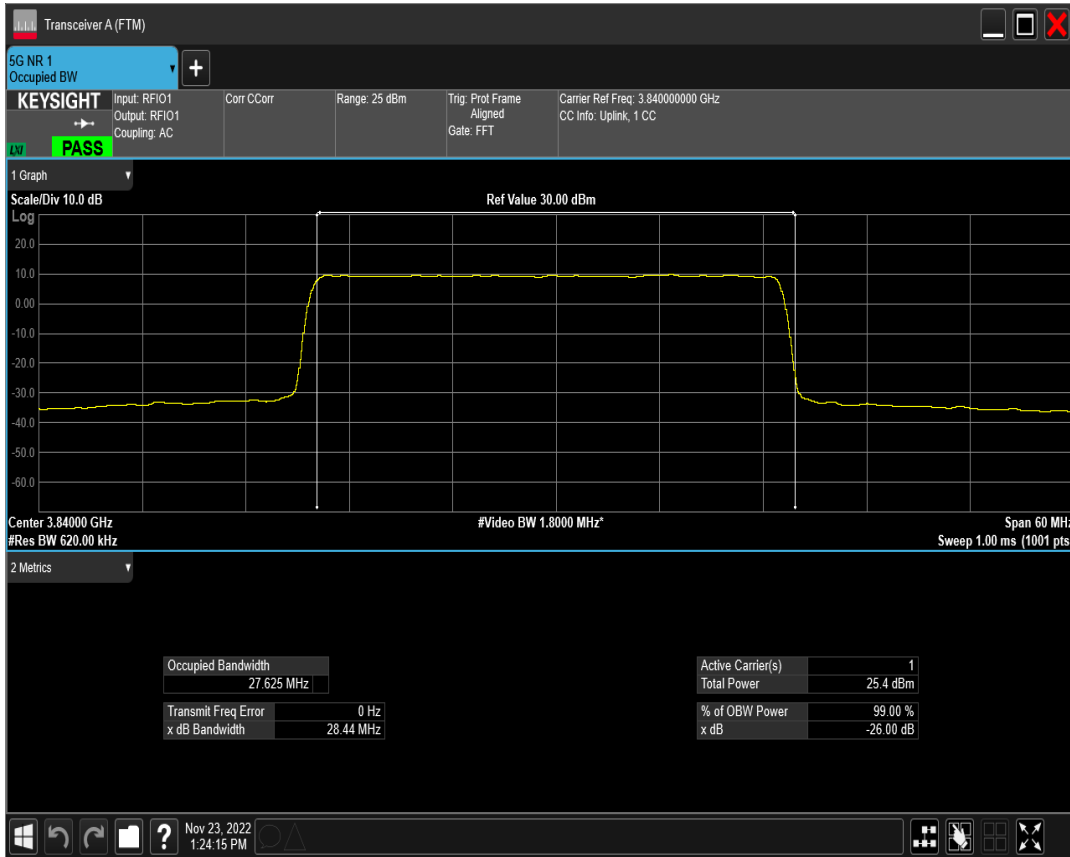 Transceiver A (FTM)
5G NR 1
Occupied BW
+
KEYSIGHT
Input: RFIO1
Output: RFIO1
Coupling: AC
Corr CCorr
Range: 25 dBm
Trig: Prot Frame
Aligned
Gate: FFT
Carrier Ref Freq: 3.840000000 GHz
CC Info: Uplink, 1 CC
LXI
PASS
1 Graph
Scale/Div 10.0 dB
Ref Value 30.00 dBm
Log
20.0
10.0
0.00
-10.0
-20.0
-30.0
-40.0
-50.0
-60.0
Center 3.84000 GHz
#Video BW 1.8000 MHz*
Span 60 MHz
#Res BW 620.00 kHz
Sweep 1.00 ms (1001 pts
2 Metrics
Occupied Bandwidth
27.625 MHz
Transmit Freq Error 0 Hz
x dB Bandwidth 28.44 MHz
Active Carrier(s) 1
Total Power 25.4 dBm
% of OBW Power 99.00 %
x dB -26.00 dB
?
Nov 23, 2022
1:24:15 PM